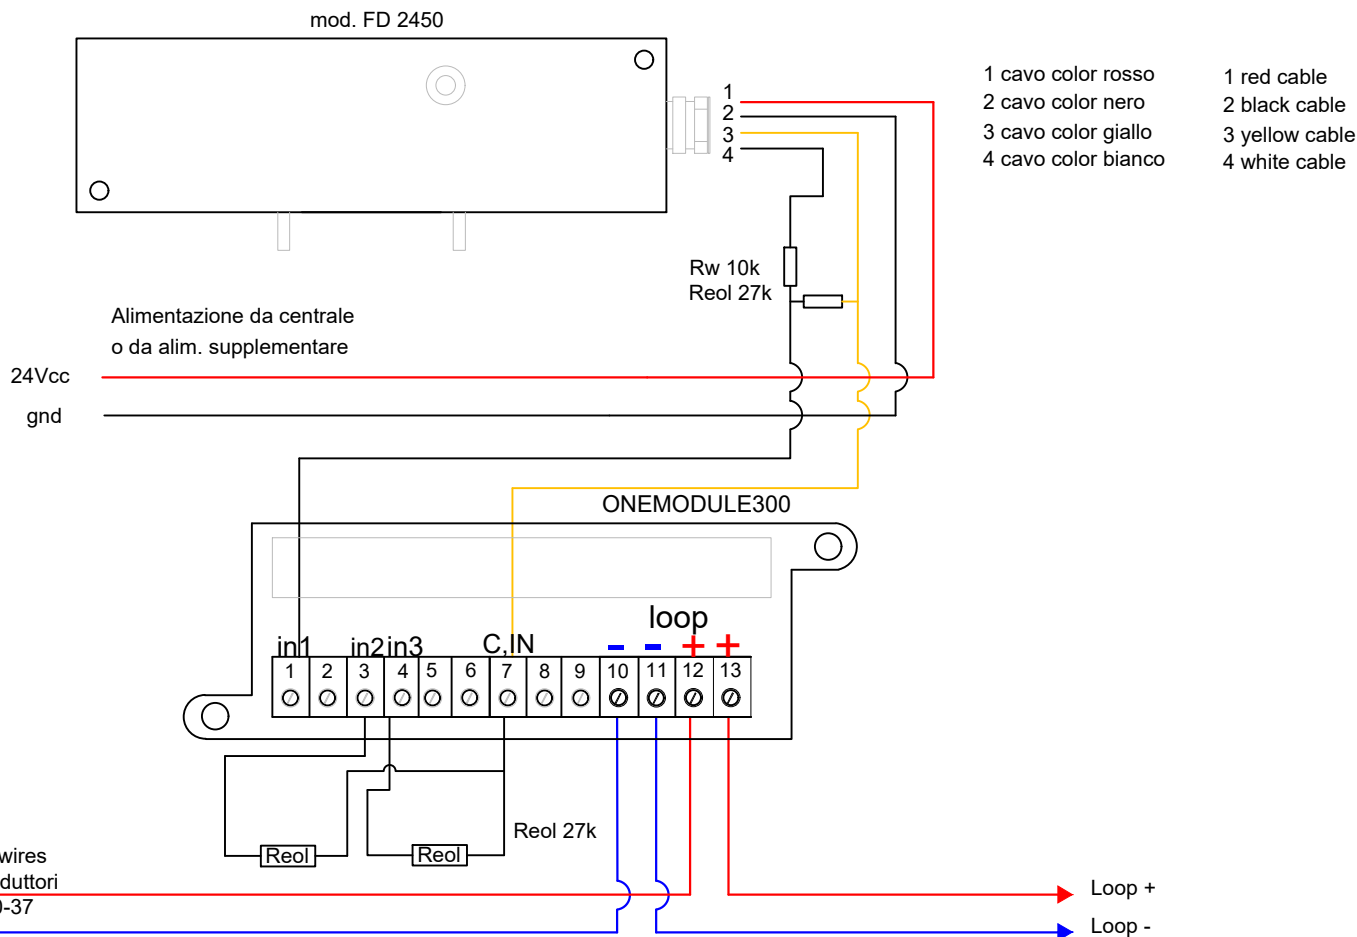 mod. FD 2450
1
2
3
4
1 cavo color rosso
2 cavo color nero
3 cavo color giallo
4 cavo color bianco
1 red cable
2 black cable
3 yellow cable
4 white cable
Rw 10k
Reol 27k
Alimentazione da centrale
o da alim. supplementare
24Vcc
gnd
ONEMODULE300
loop
in1 in2 in3 C,IN - - + +
1 2 3 4 5 6 7 8 9 10 11 12 13
Reol 27k
Reol Reol
wires
duttori
-37
Loop +
Loop -